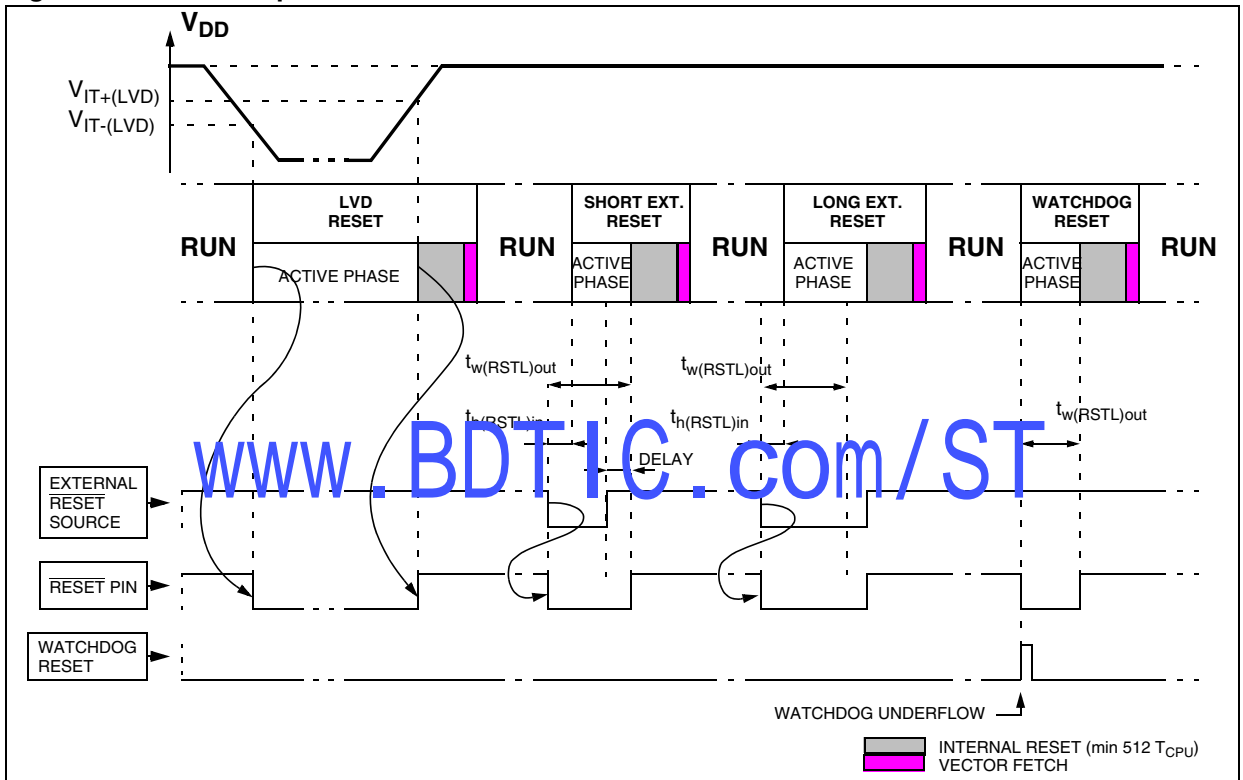 VDD
VIT+(LVD)
VIT-(LVD)
LVD
RESET
SHORT EXT.
RESET
LONG EXT.
RESET
WATCHDOG
RESET
RUN
RUN
RUN
RUN
RUN
ACTIVE PHASE
ACTIVE
PHASE
ACTIVE
PHASE
ACTIVE
PHASE
tw(RSTL)out
tw(RSTL)out
th(RSTL)in
th(RSTL)in
tw(RSTL)out
DELAY
www.BDTIC.com/ST
EXTERNAL
RESET
SOURCE
RESET PIN
WATCHDOG
RESET
WATCHDOG UNDERFLOW
INTERNAL RESET (min 512 TCPU)
VECTOR FETCH